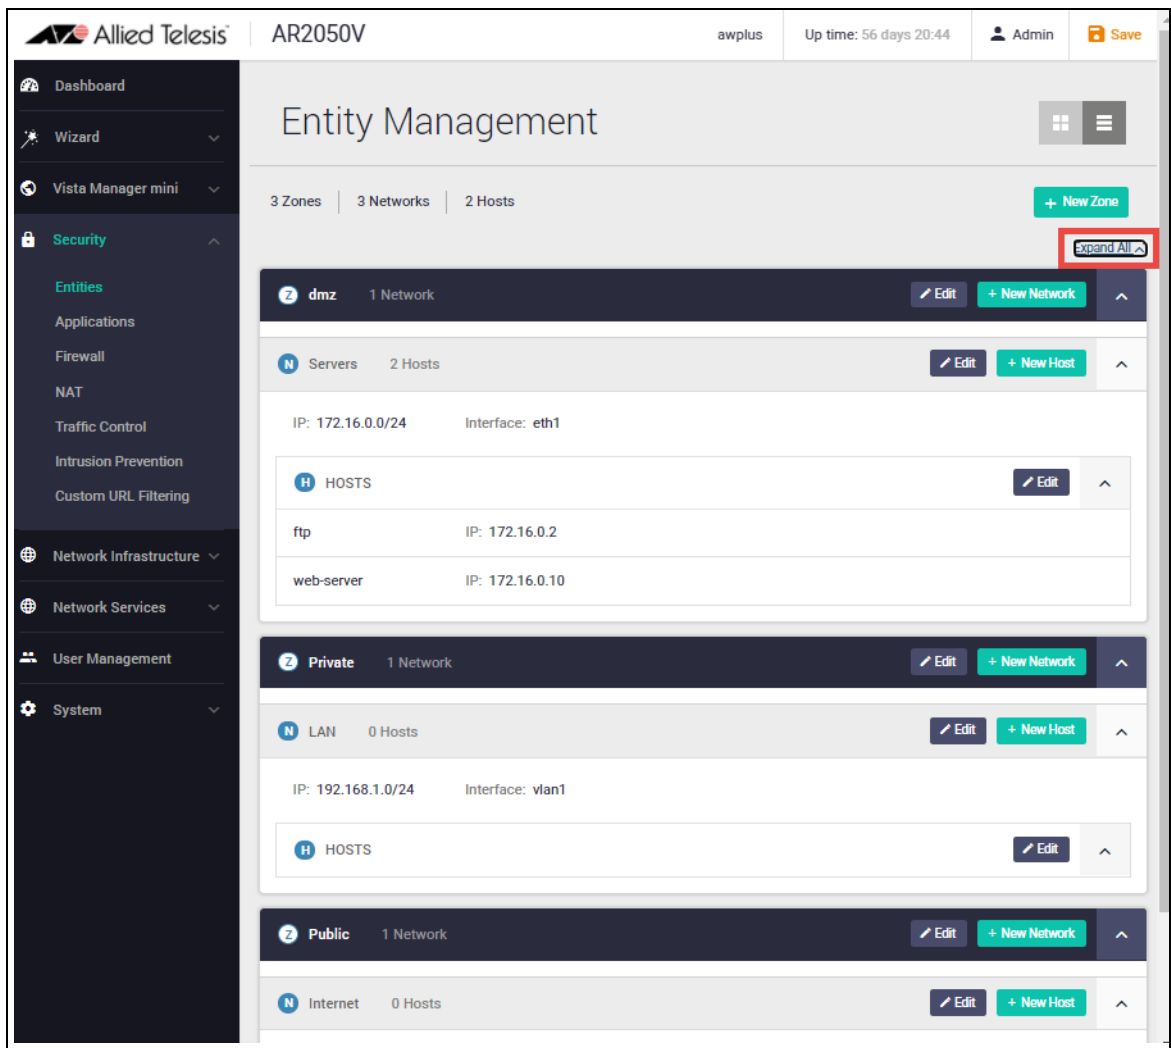 Allied Telesis AR2050V awplus Up time: 56 days 20:44 Admin Save
Dashboard
Wizard
Vista Manager mini
Security
Entities
Applications
Firewall
NAT
Traffic Control
Intrusion Prevention
Custom URL Filtering
Network Infrastructure
Network Services
User Management
System
Entity Management
3 Zones 3 Networks 2 Hosts + New Zone
Expand All
Z dmz 1 Network Edit + New Network
N Servers 2 Hosts Edit + New Host
IP: 172.16.0.0/24 Interface: eth1
H HOSTS Edit
ftp IP: 172.16.0.2
web-server IP: 172.16.0.10
Z Private 1 Network Edit + New Network
N LAN 0 Hosts Edit + New Host
IP: 192.168.1.0/24 Interface: vlan1
H HOSTS Edit
Z Public 1 Network Edit + New Network
N Internet 0 Hosts Edit + New Host